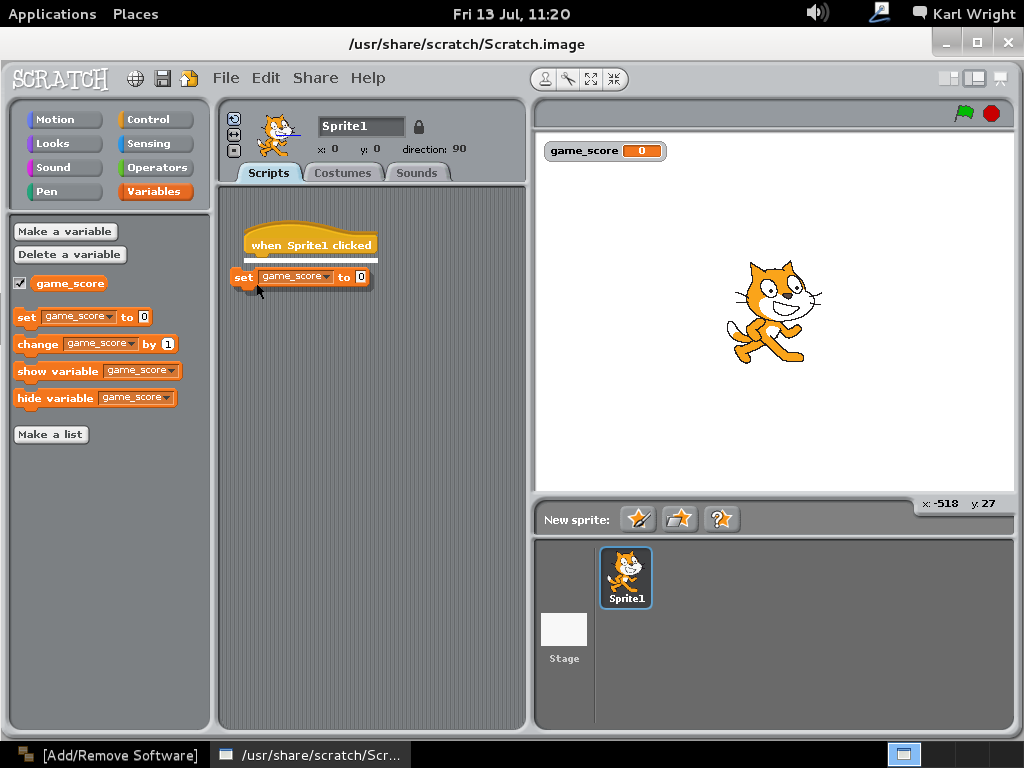 Applications Places Fri 13 Jul, 11:20 Karl Wright
/usr/share/scratch/Scratch.image
SCRATCH File Edit Share Help
Motion Control
Looks Sensing
Sound Operators
Pen Variables
Make a variable
Delete a variable
game_score
set game_score to 0
change game_score by 1
show variable game_score
hide variable game_score
Make a list
Sprite1
x: 0 y: 0 direction: 90
Scripts Costumes Sounds
when Sprite1 clicked
set game_score to 0
game_score 0
x: -518 y: 27
New sprite:
Sprite1
Stage
[Add/Remove Software] /usr/share/scratch/Scr...